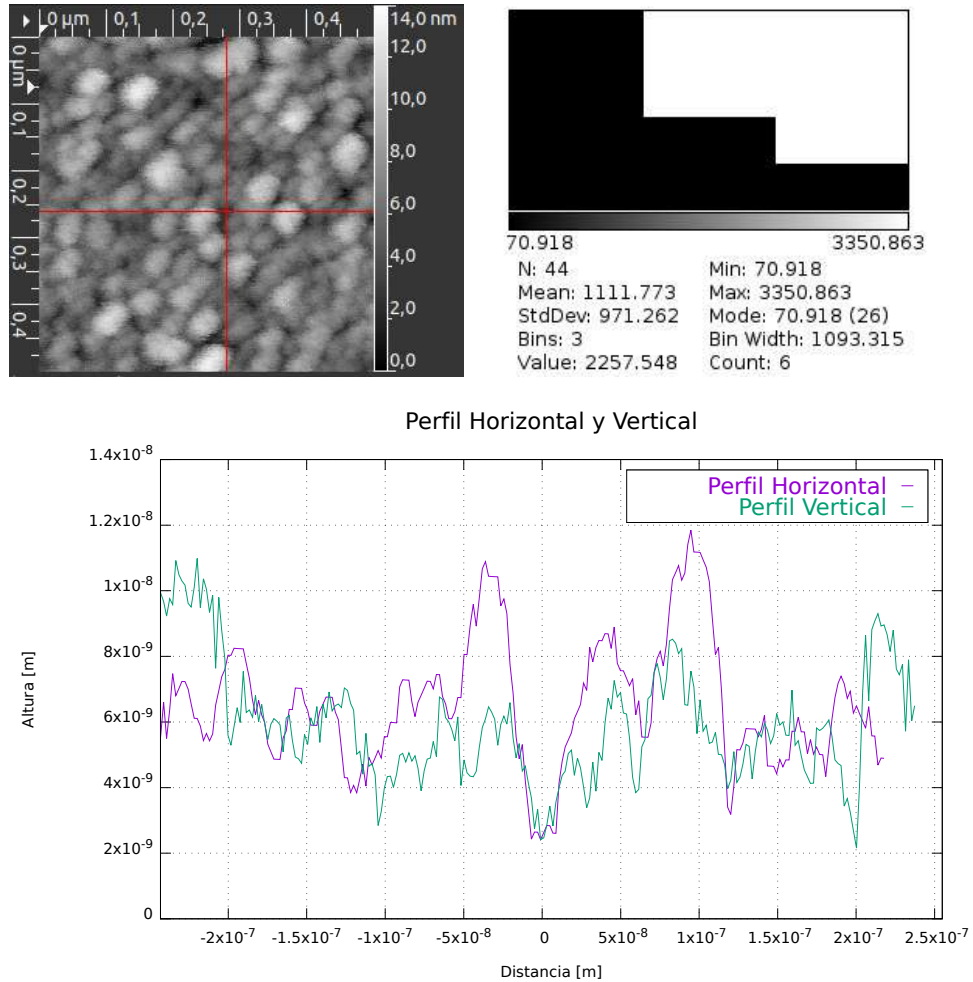 0 µm 0,1 0,2 0,3 0,4
0 µm
0,1
0,2
0,3
0,4
14,0 nm
12,0
10,0
8,0
6,0
4,0
2,0
0,0
70.918 3350.863
N: 44 Min: 70.918
Mean: 1111.773 Max: 3350.863
StdDev: 971.262 Mode: 70.918 (26)
Bins: 3 Bin Width: 1093.315
Value: 2257.548 Count: 6
Perfil Horizontal y Vertical
Perfil Horizontal
Perfil Vertical
Altura [m]
1.4x10⁻⁸
1.2x10⁻⁸
1x10⁻⁸
8x10⁻⁹
6x10⁻⁹
4x10⁻⁹
2x10⁻⁹
0
-2x10⁻⁷ -1.5x10⁻⁷ -1x10⁻⁷ -5x10⁻⁸ 0 5x10⁻⁸ 1x10⁻⁷ 1.5x10⁻⁷ 2x10⁻⁷ 2.5x10⁻⁷
Distancia [m]